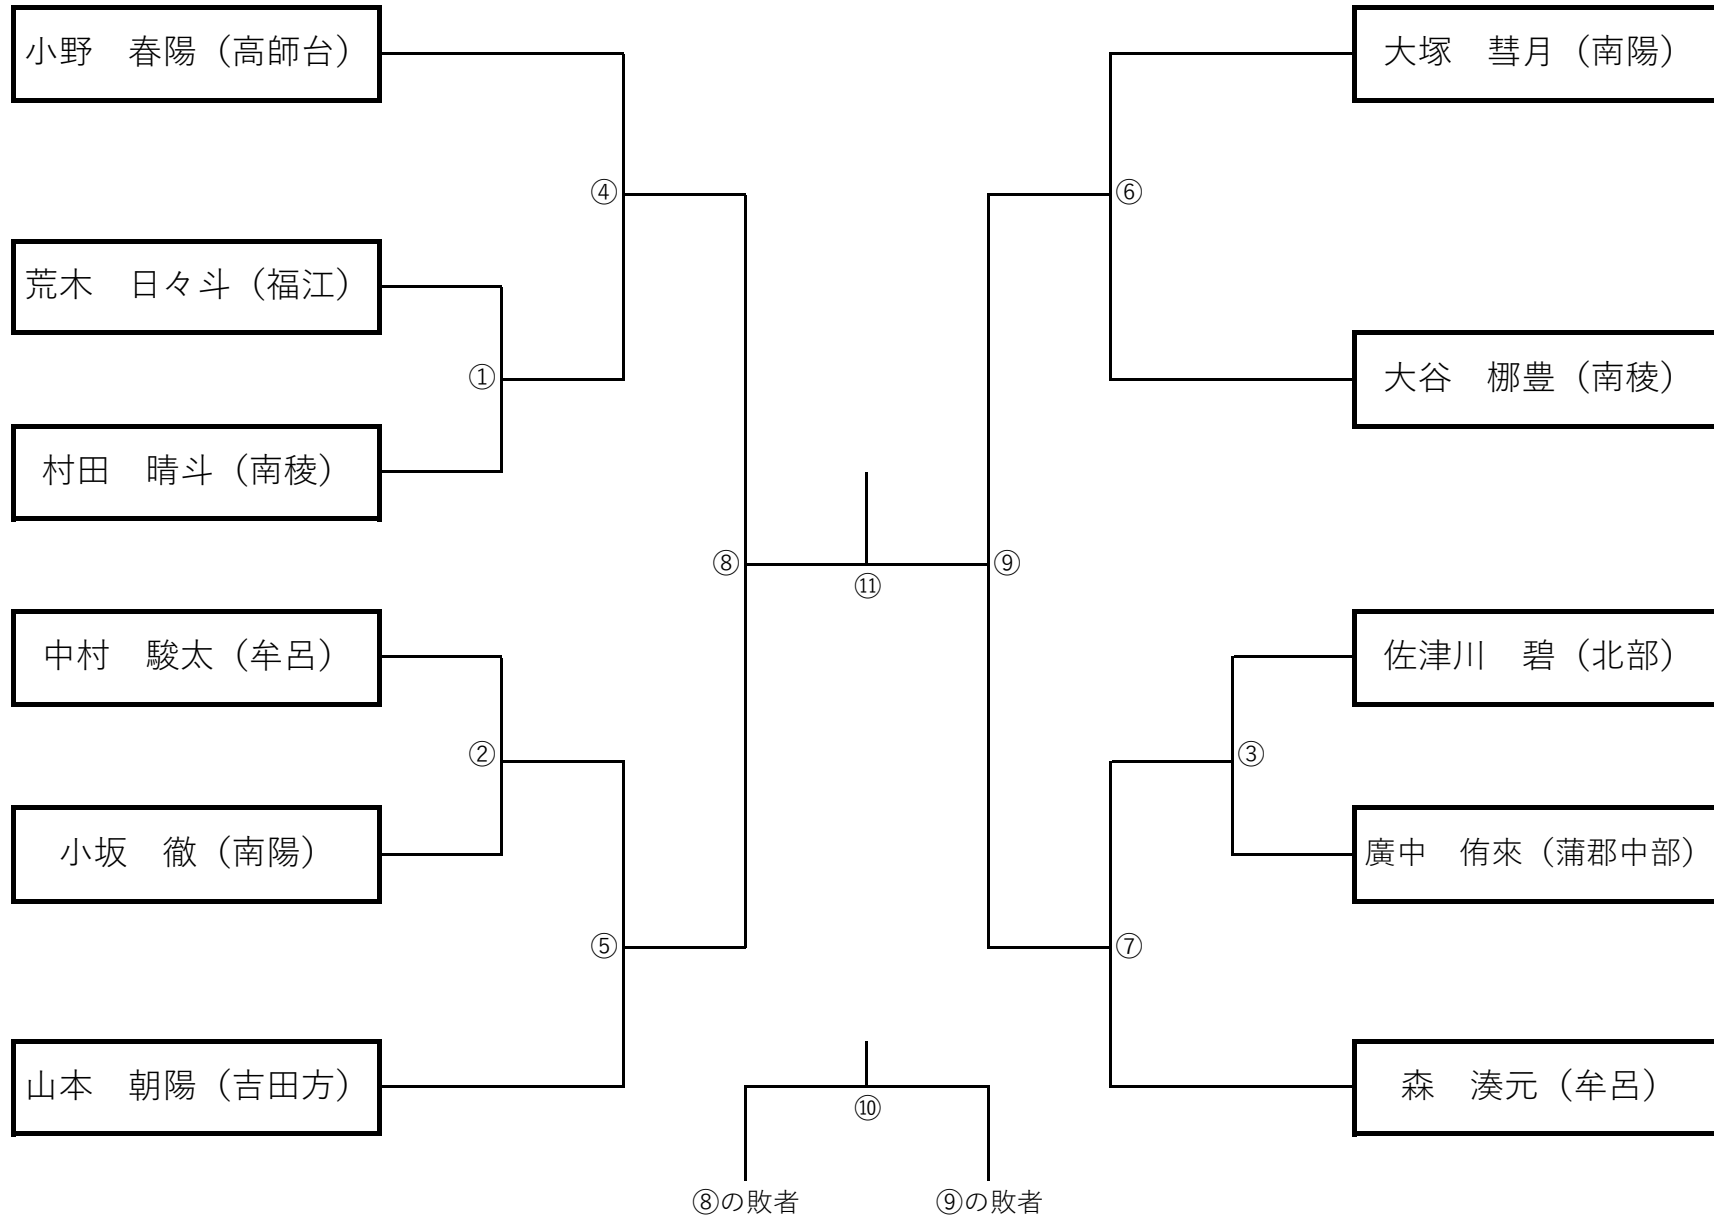 小野　春陽（高師台）
荒木　日々斗（福江）
村田　晴斗（南稜）
中村　駿太（牟呂）
小坂　徹（南陽）
山本　朝陽（吉田方）
④
①
②
⑤
⑧
⑪
⑨
⑩
⑧の敗者
⑨の敗者
⑥
③
⑦
大塚　彗月（南陽）
大谷　梛豊（南稜）
佐津川　碧（北部）
廣中　侑來（蒲郡中部）
森　湊元（牟呂）